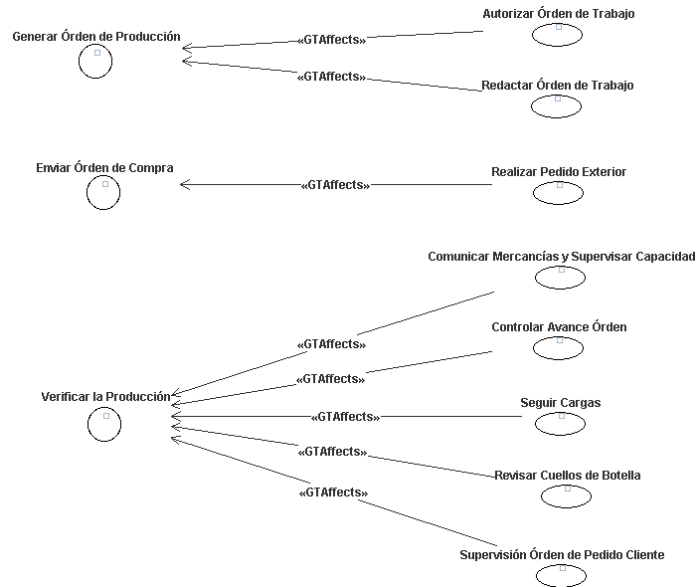 Autorizar Órden de Trabajo
Generar Órden de Producción
«GTAffects»
«GTAffects»
Redactar Órden de Trabajo
Enviar Órden de Compra
Realizar Pedido Exterior
«GTAffects»
Comunicar Mercancías y Supervisar Capacidad
Controlar Avance Órden
«GTAffects»
«GTAffects»
Verificar la Producción
Seguir Cargas
«GTAffects»
«GTAffects»
Revisar Cuellos de Botella
«GTAffects»
Supervisión Órden de Pedido Cliente